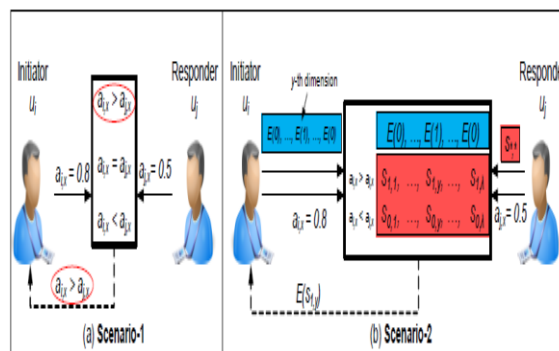 Initiator
u_i
a_{i,x} = 0.8
a_{i,x} > a_{j,x}
a_{i,x} = a_{j,x}
a_{i,x} < a_{j,x}
Responder
u_j
a_{j,x} = 0.5
a_{i,x} > a_{j,x}
(a) Scenario-1
Initiator
u_i
y-th dimension
E(0), ..., E(1), ..., E(0)
a_{i,x} = 0.8
E(0), ..., E(1), ..., E(0)
a_{i,x} > a_{j,x} S_{1,1}, ..., S_{1,y}, ..., S_{1,λ}
a_{i,x} < a_{j,x} S_{0,1}, ..., S_{0,y}, ..., S_{0,λ}
Responder
u_j
a_{j,x} = 0.5
E(S_{1,y})
(b) Scenario-2